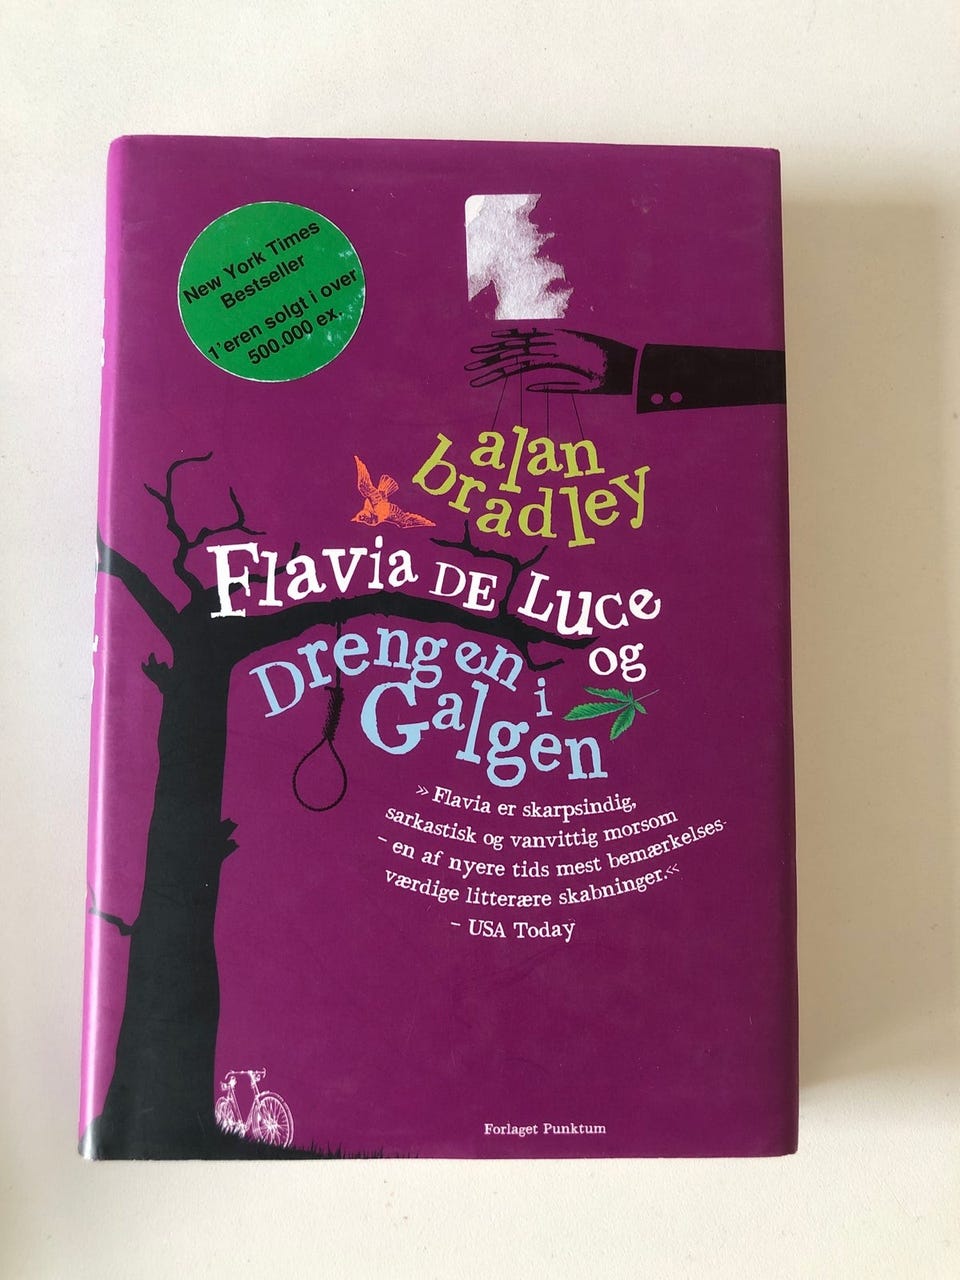 New York Times
Bestseller
1'eren solgt i over
500.000 ex.
alan
bradley
Flavia DE Luce
og
Drengen i
Galgen
» Flavia er skarpsindig,
sarkastisk og vanvittig morsom
– en af nyere tids mest bemærkelses-
værdige litterære skabninger.«
– USA Today
Forlaget Punktum